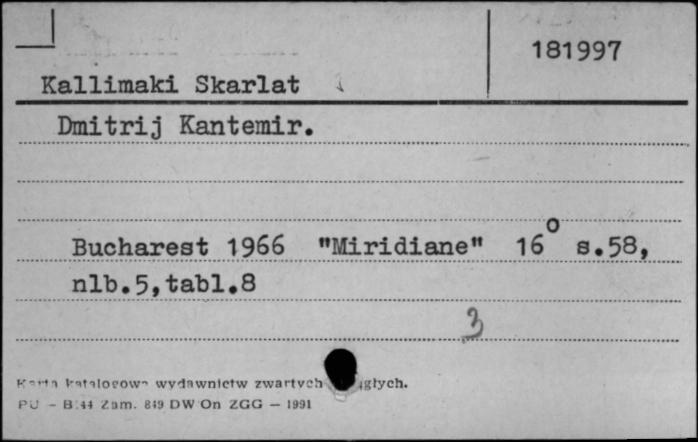 181997
Kallimaki Skarlat
Dmitrij Kantemir.
Bucharest 1966 "Miridiane" 16° s.58,
nlb.5,tabl.8
3
Karta katalogowa wydawnictw zwartych
PU - B 44 Zam. 849 DW On ZGG - 1991